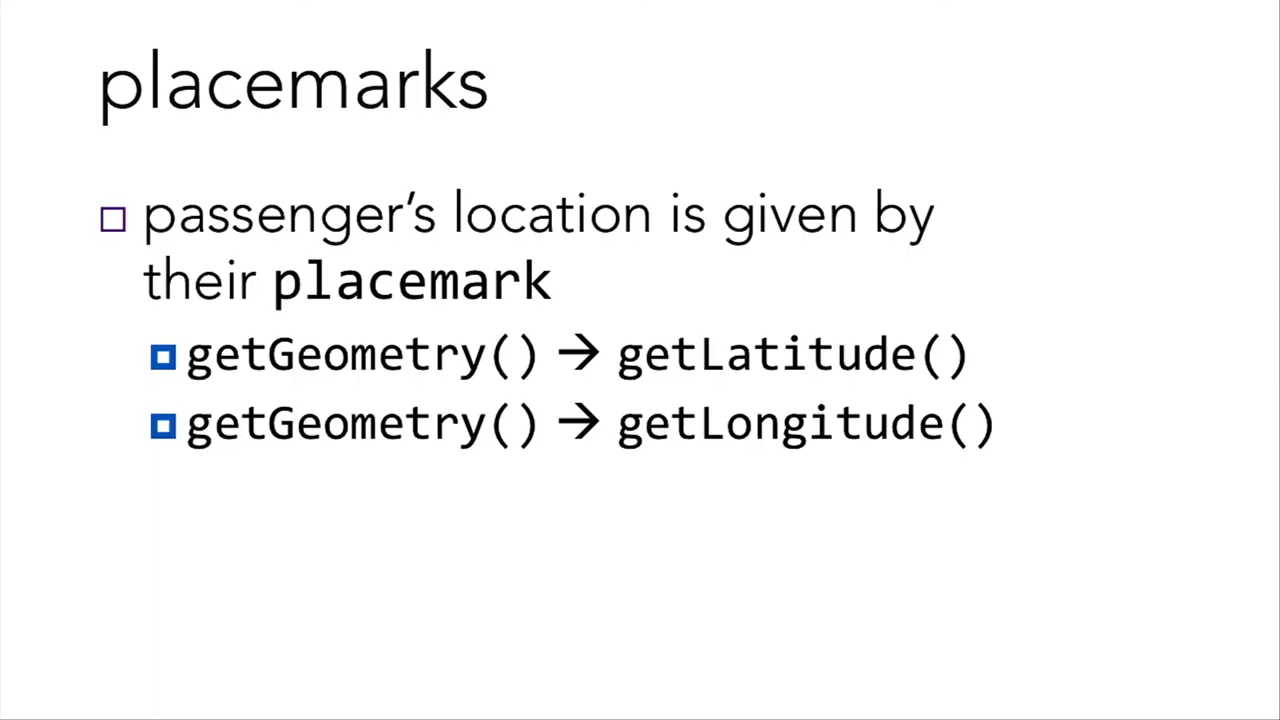 placemarks
passenger’s location is given by
their placemark
getGeometry() → getLatitude()
getGeometry() → getLongitude()